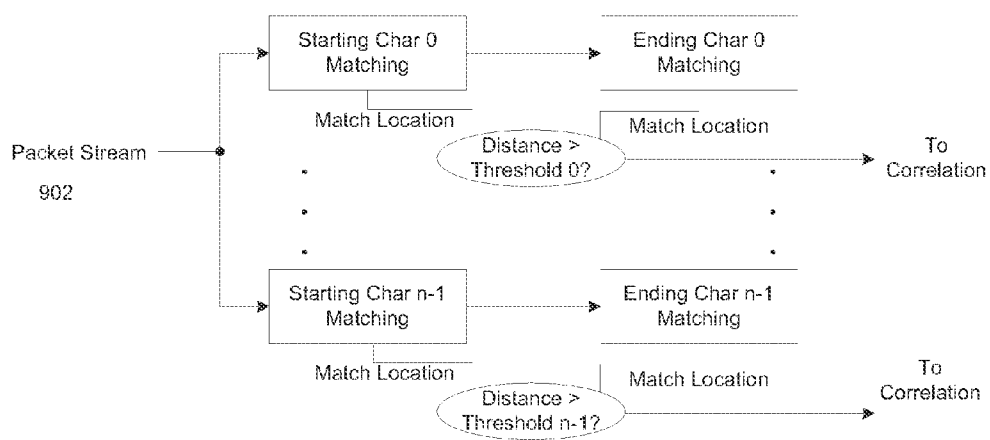 Starting Char 0
Matching
Ending Char 0
Matching
Match Location
Match Location
Packet Stream
902
Distance >
Threshold 0?
To
Correlation
Starting Char n-1
Matching
Ending Char n-1
Matching
Match Location
Match Location
Distance >
Threshold n-1?
To
Correlation